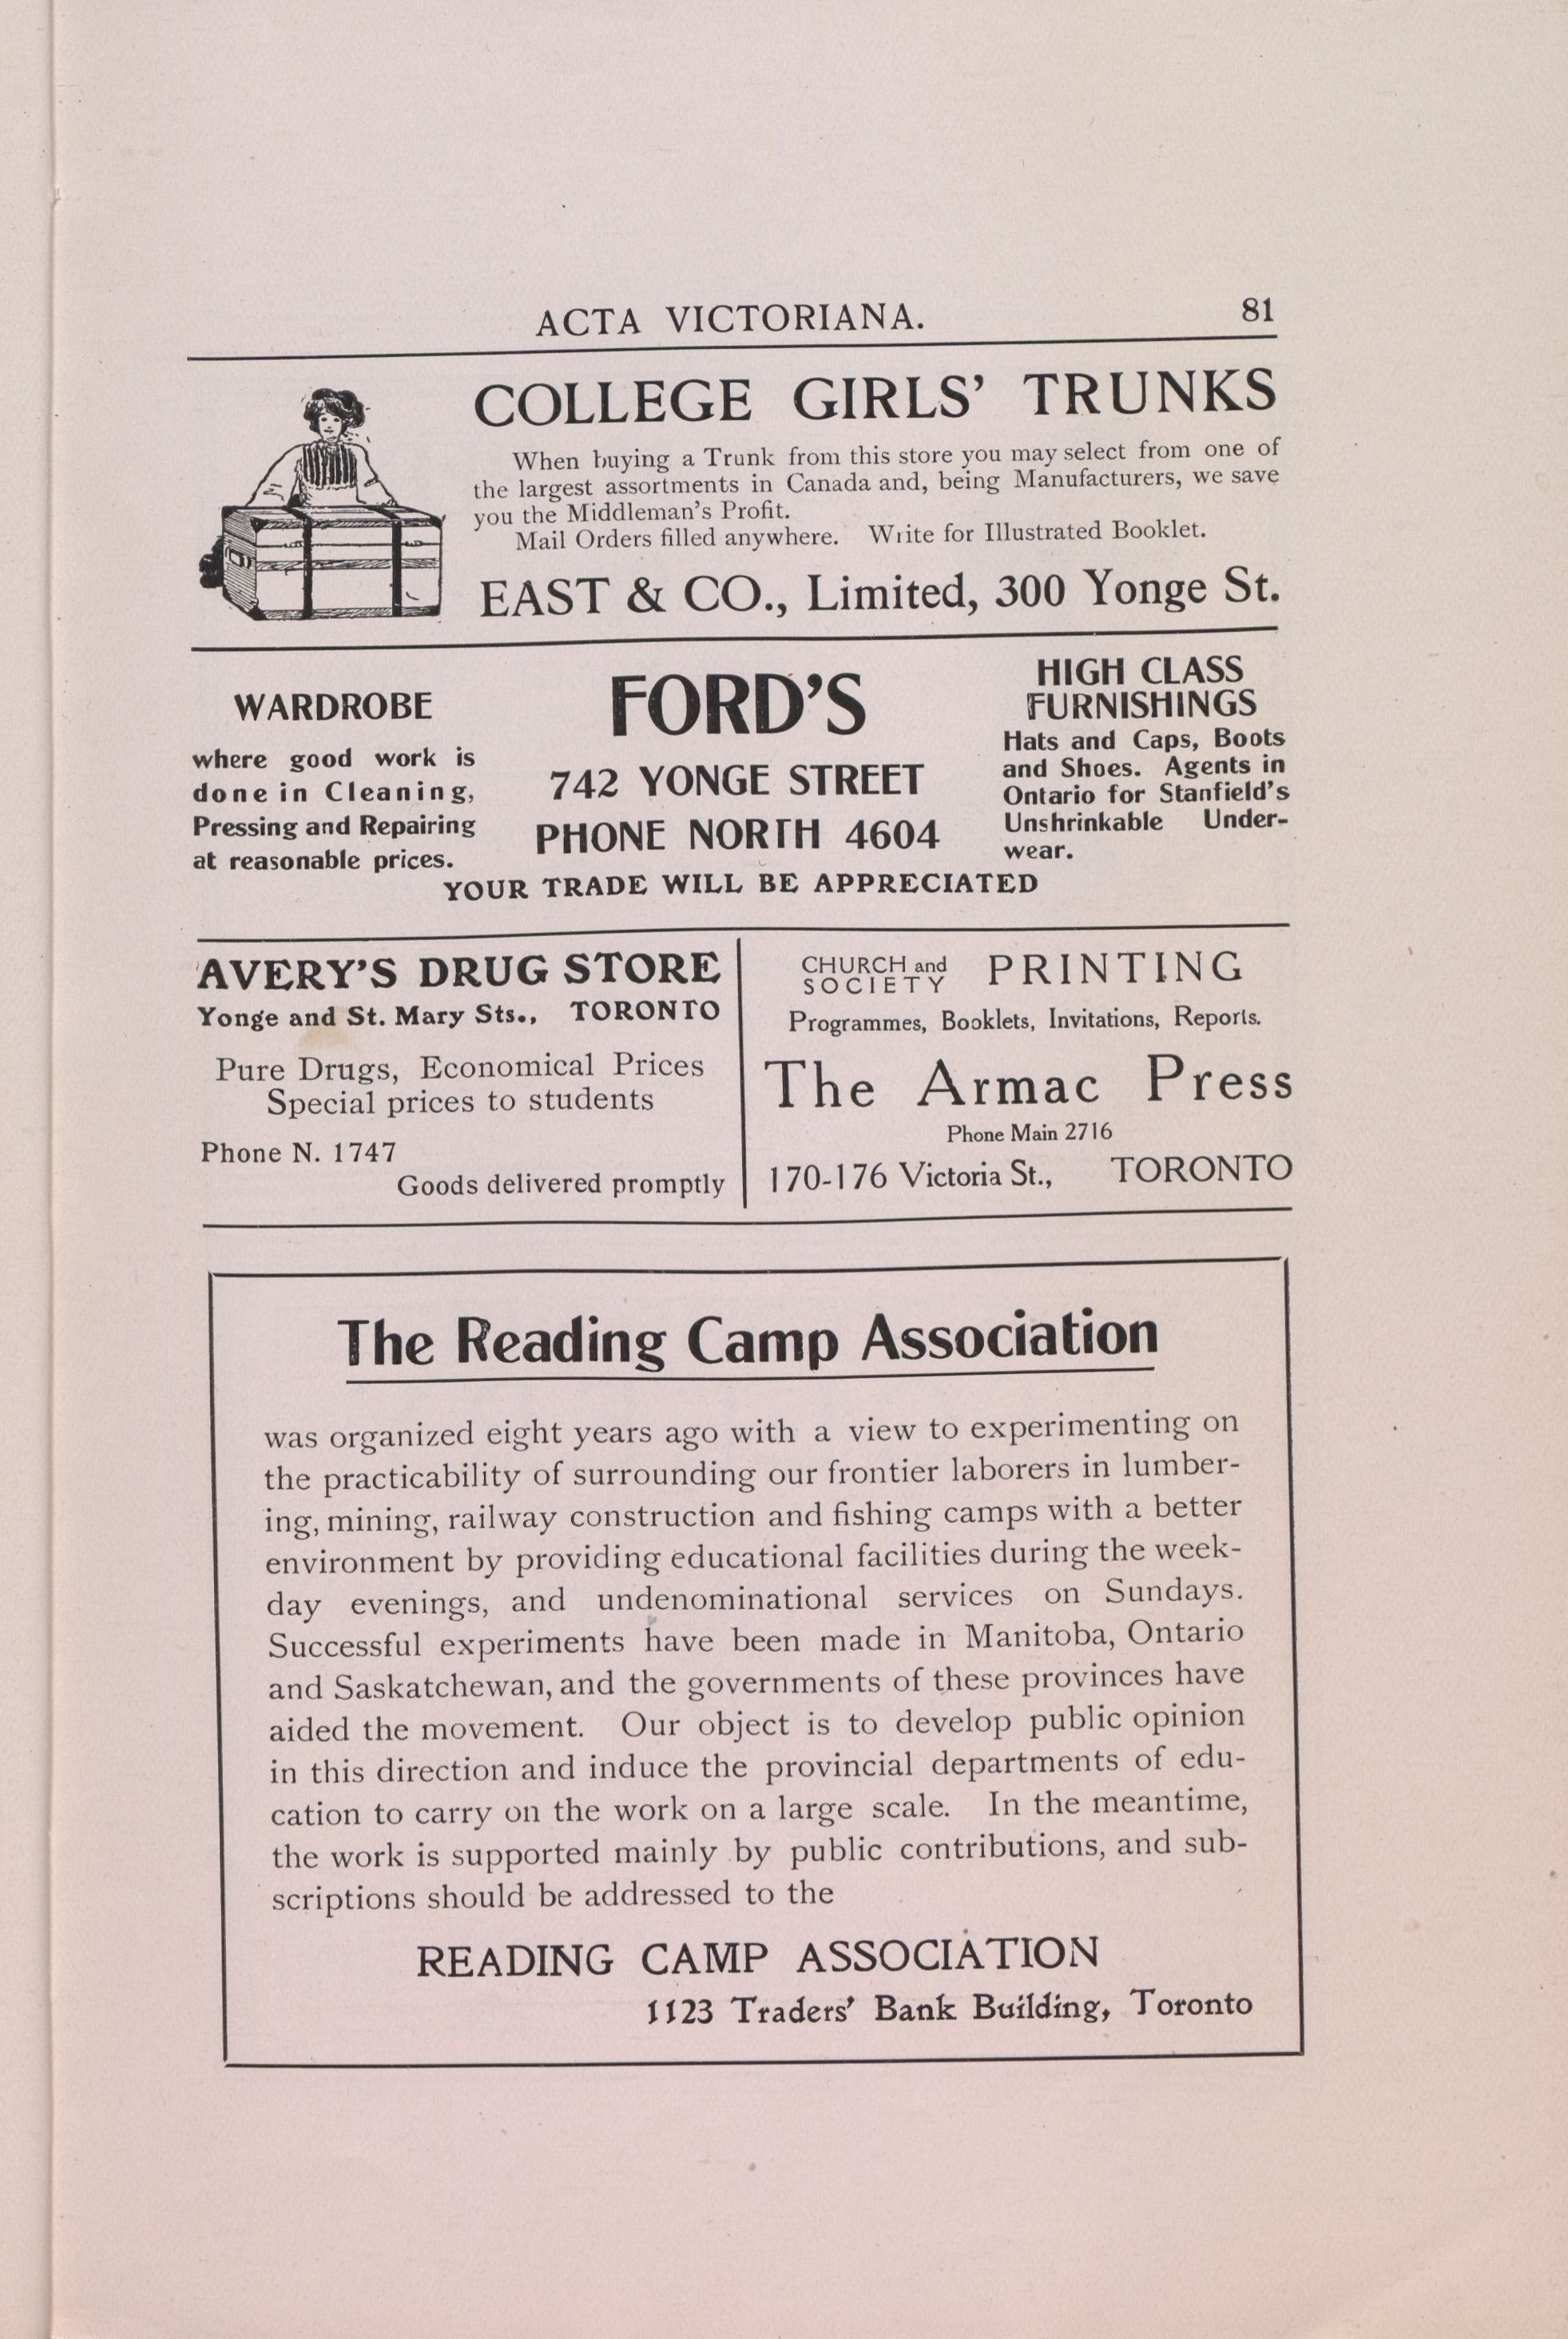 ACTA VICTORIANA. 81
COLLEGE GIRLS' TRUNKS
When buying a Trunk from this store you may select from one of
the largest assortments in Canada and, being Manufacturers, we save
you the Middleman's Profit.
Mail Orders filled anywhere. Write for Illustrated Booklet.
EAST & CO., Limited, 300 Yonge St.
WARDROBE
where good work is
done in Cleaning,
Pressing and Repairing
at reasonable prices.
FORD'S
742 YONGE STREET
PHONE NORTH 4604
HIGH CLASS
FURNISHINGS
Hats and Caps, Boots
and Shoes. Agents in
Ontario for Stanfield's
Unshrinkable Under-
wear.
YOUR TRADE WILL BE APPRECIATED
AVERY'S DRUG STORE
Yonge and St. Mary Sts., TORONTO
Pure Drugs, Economical Prices
Special prices to students
Phone N. 1747
Goods delivered promptly
CHURCH and
SOCIETY PRINTING
Programmes, Booklets, Invitations, Reports.
The Armac Press
Phone Main 2716
170-176 Victoria St., TORONTO
The Reading Camp Association
was organized eight years ago with a view to experimenting on
the practicability of surrounding our frontier laborers in lumber-
ing, mining, railway construction and fishing camps with a better
environment by providing educational facilities during the week-
day evenings, and undenominational services on Sundays.
Successful experiments have been made in Manitoba, Ontario
and Saskatchewan, and the governments of these provinces have
aided the movement. Our object is to develop public opinion
in this direction and induce the provincial departments of edu-
cation to carry on the work on a large scale. In the meantime,
the work is supported mainly by public contributions, and sub-
scriptions should be addressed to the
READING CAMP ASSOCIATION
1123 Traders' Bank Building, Toronto